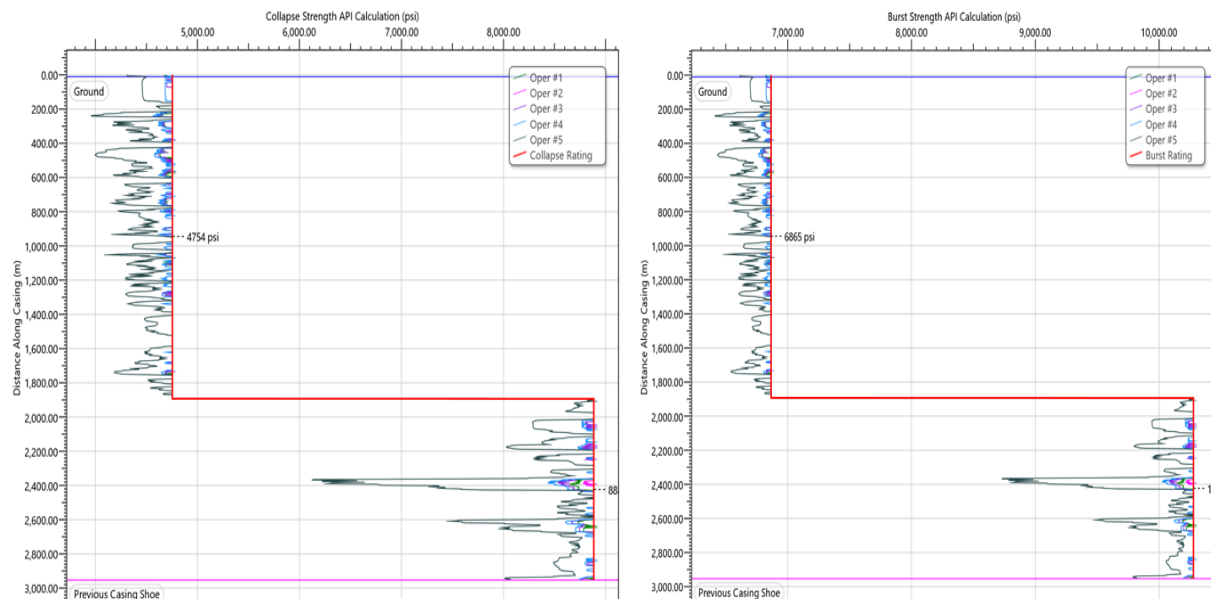 Collapse Strength API Calculation (psi)
5,000.00 6,000.00 7,000.00 8,000.00
Distance Along Casing (m)
0.00
200.00
400.00
600.00
800.00
1,000.00
1,200.00
1,400.00
1,600.00
1,800.00
2,000.00
2,200.00
2,400.00
2,600.00
2,800.00
3,000.00
Ground
Oper #1
Oper #2
Oper #3
Oper #4
Oper #5
Collapse Rating
4754 psi
88
Previous Casing Shoe
Burst Strength API Calculation (psi)
7,000.00 8,000.00 9,000.00 10,000.00
Distance Along Casing (m)
0.00
200.00
400.00
600.00
800.00
1,000.00
1,200.00
1,400.00
1,600.00
1,800.00
2,000.00
2,200.00
2,400.00
2,600.00
2,800.00
3,000.00
Ground
Oper #1
Oper #2
Oper #3
Oper #4
Oper #5
Burst Rating
6865 psi
1
Previous Casing Shoe